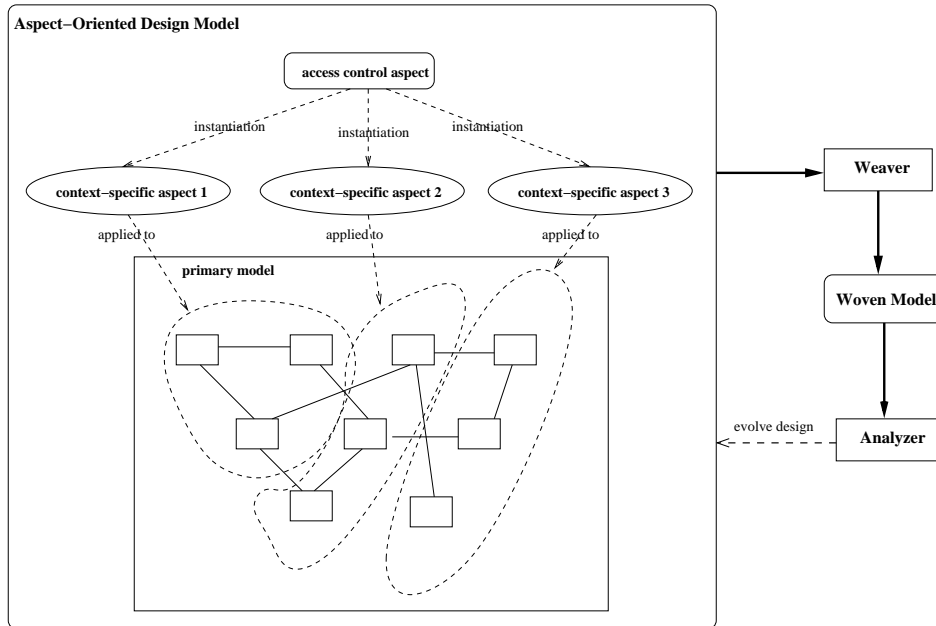 Aspect−Oriented Design Model
access control aspect
instantiation
instantiation
instantiation
context−specific aspect 1
context−specific aspect 2
context−specific aspect 3
Weaver
applied to
applied to
applied to
primary model
Woven Model
evolve design
Analyzer